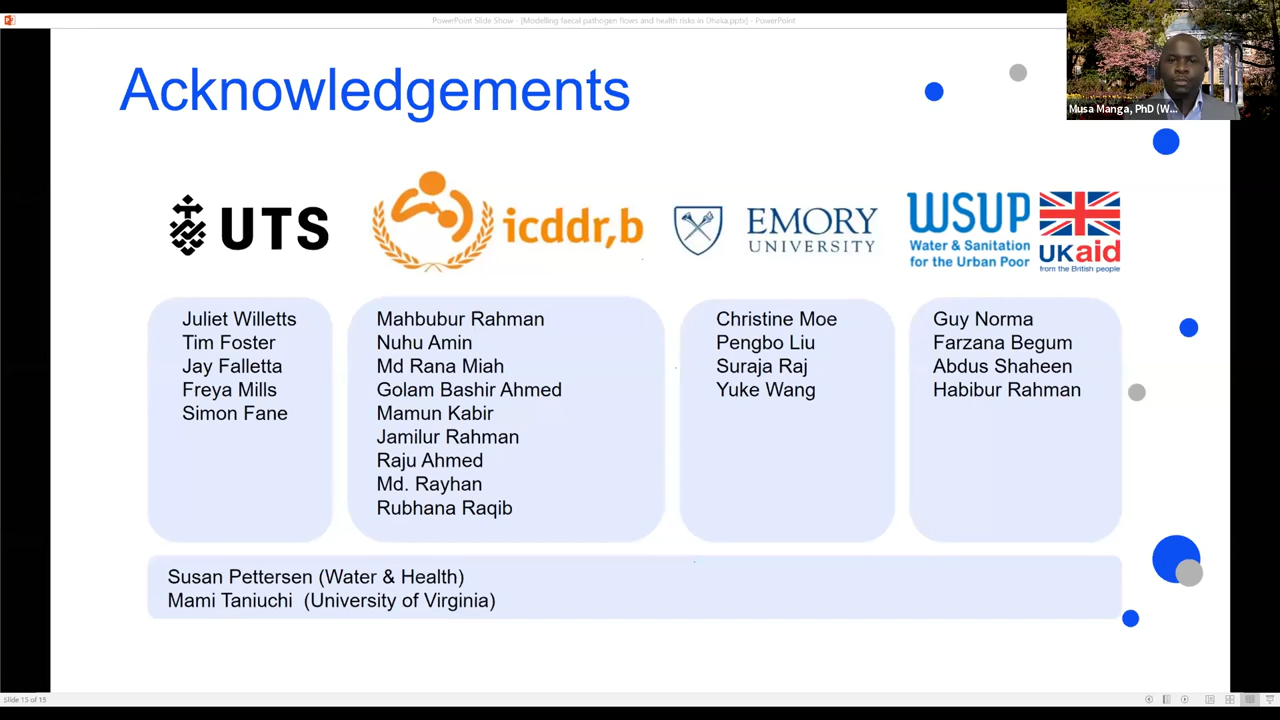 PowerPoint Slide Show - [Modelling faecal pathogen flows and health risks in Dhaka.pptx] - PowerPoint
Musa Manga, PhD (W...
Acknowledgements
UTS
icddr,b
EMORY
UNIVERSITY
WSUP
Water & Sanitation
for the Urban Poor
UKaid
from the British people
Juliet Willetts
Tim Foster
Jay Falletta
Freya Mills
Simon Fane
Mahbubur Rahman
Nuhu Amin
Md Rana Miah
Golam Bashir Ahmed
Mamun Kabir
Jamilur Rahman
Raju Ahmed
Md. Rayhan
Rubhana Raqib
Christine Moe
Pengbo Liu
Suraja Raj
Yuke Wang
Guy Norma
Farzana Begum
Abdus Shaheen
Habibur Rahman
Susan Pettersen (Water & Health)
Mami Taniuchi (University of Virginia)
Slide 15 of 15